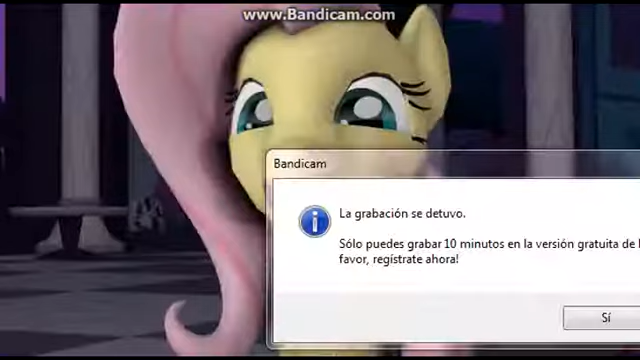 www.Bandicam.com
Bandicam
La grabación se detuvo.
Sólo puedes grabar 10 minutos en la versión gratuita de
favor, regístrate ahora!
Sí